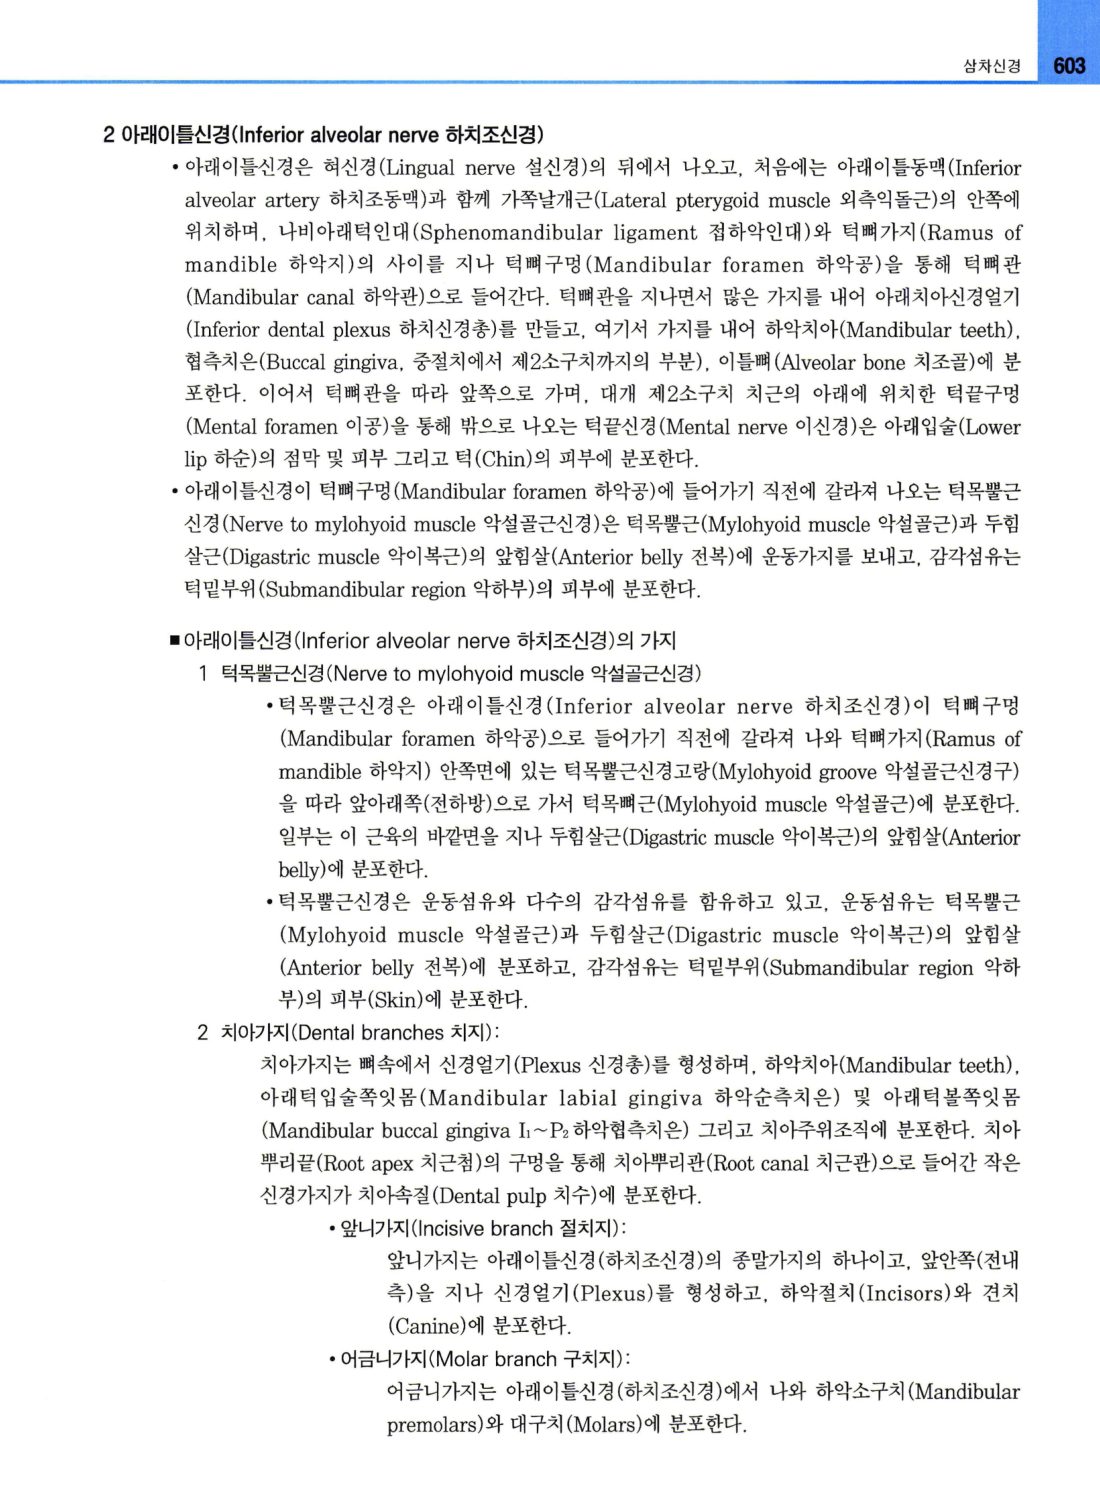 삼차신경 603
2 아래이틀신경(Inferior alveolar nerve 하치조신경)
• 아래이틀신경은 혀신경(Lingual nerve 설신경)의 뒤에서 나오고, 처음에는 아래이틀동맥(Inferior
alveolar artery 하치조동맥)과 함께 가쪽날개근(Lateral pterygoid muscle 외측익돌근)의 안쪽에
위치하며, 나비아래턱인대(Sphenomandibular ligament 접하악인대)와 턱뼈가지(Ramus of
mandible 하악지)의 사이를 지나 턱뼈구멍(Mandibular foramen 하악공)을 통해 턱뼈관
(Mandibular canal 하악관)으로 들어간다. 턱뼈관을 지나면서 많은 가지를 내어 아래치아신경얼기
(Inferior dental plexus 하치신경총)를 만들고, 여기서 가지를 내어 하악치아(Mandibular teeth),
협측치은(Buccal gingiva, 중절치에서 제2소구치까지의 부분), 이틀뼈(Alveolar bone 치조골)에 분
포한다. 이어서 턱뼈관을 따라 앞쪽으로 가며, 대개 제2소구치 치근의 아래에 위치한 턱끝구멍
(Mental foramen 이공)을 통해 밖으로 나오는 턱끝신경(Mental nerve 이신경)은 아래입술(Lower
lip 하순)의 점막 및 피부 그리고 턱(Chin)의 피부에 분포한다.
• 아래이틀신경이 턱뼈구멍(Mandibular foramen 하악공)에 들어가기 직전에 갈라져 나오는 턱목뿔근
신경(Nerve to mylohyoid muscle 악설골근신경)은 턱목뿔근(Mylohyoid muscle 악설골근)과 두힘
살근(Digastric muscle 악이복근)의 앞힘살(Anterior belly 전복)에 운동가지를 보내고, 감각섬유는
턱밑부위(Submandibular region 악하부)의 피부에 분포한다.
■ 아래이틀신경(Inferior alveolar nerve 하치조신경)의 가지
1 턱목뿔근신경(Nerve to mylohyoid muscle 악설골근신경)
• 턱목뿔근신경은 아래이틀신경(Inferior alveolar nerve 하치조신경)이 턱뼈구멍
(Mandibular foramen 하악공)으로 들어가기 직전에 갈라져 나와 턱뼈가지(Ramus of
mandible 하악지) 안쪽면에 있는 턱목뿔근신경고랑(Mylohyoid groove 악설골근신경구)
을 따라 앞아래쪽(전하방)으로 가서 턱목뼈근(Mylohyoid muscle 악설골근)에 분포한다.
일부는 이 근육의 바깥면을 지나 두힘살근(Digastric muscle 악이복근)의 앞힘살(Anterior
belly)에 분포한다.
• 턱목뿔근신경은 운동섬유와 다수의 감각섬유를 함유하고 있고, 운동섬유는 턱목뿔근
(Mylohyoid muscle 악설골근)과 두힘살근(Digastric muscle 악이복근)의 앞힘살
(Anterior belly 전복)에 분포하고, 감각섬유는 턱밑부위(Submandibular region 악하
부)의 피부(Skin)에 분포한다.
2 치아가지(Dental branches 치지):
치아가지는 뼈속에서 신경얼기(Plexus 신경총)를 형성하며, 하악치아(Mandibular teeth),
아래턱입술쪽잇몸(Mandibular labial gingiva 하악순측치은) 및 아래턱볼쪽잇몸
(Mandibular buccal gingiva I₁~P₂ 하악협측치은) 그리고 치아주위조직에 분포한다. 치아
뿌리끝(Root apex 치근첨)의 구멍을 통해 치아뿌리관(Root canal 치근관)으로 들어간 작은
신경가지가 치아속질(Dental pulp 치수)에 분포한다.
• 앞니가지(Incisive branch 절치지):
앞니가지는 아래이틀신경(하치조신경)의 종말가지의 하나이고, 앞안쪽(전내
측)을 지나 신경얼기(Plexus)를 형성하고, 하악절치(Incisors)와 견치
(Canine)에 분포한다.
• 어금니가지(Molar branch 구치지):
어금니가지는 아래이틀신경(하치조신경)에서 나와 하악소구치(Mandibular
premolars)와 대구치(Molars)에 분포한다.